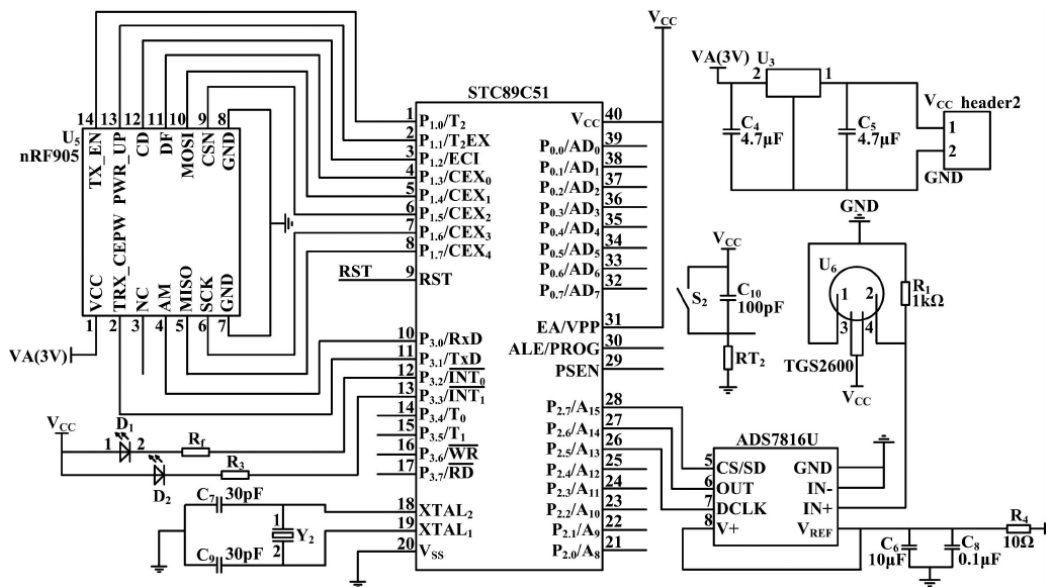 14 13 12 11 10 9 8
U5
nRF905
TX_EN
PWR_UP
CD
DF
MOSI
CSN
GND
VCC
TRX_CEPW
NC
AM
MISO
SCK
GND
1 2 3 4 5 6 7
VA(3V)
STC89C51
1 P1.0/T2
2 P1.1/T2EX
3 P1.2/ECI
4 P1.3/CEX0
5 P1.4/CEX1
6 P1.5/CEX2
7 P1.6/CEX3
8 P1.7/CEX4
RST 9 RST
10 P3.0/RxD
11 P3.1/TxD
12 P3.2/INT0
13 P3.3/INT1
14 P3.4/T0
15 P3.5/T1
16 P3.6/WR
17 P3.7/RD
18 XTAL2
19 XTAL1
20 VSS
VCC 40
P0.0/AD0 39
P0.1/AD1 38
P0.2/AD2 37
P0.3/AD3 36
P0.4/AD4 35
P0.5/AD5 34
P0.6/AD6 33
P0.7/AD7 32
EA/VPP 31
ALE/PROG 30
PSEN 29
P2.7/A15 28
P2.6/A14 27
P2.5/A13 26
P2.4/A12 25
P2.3/A11 24
P2.2/A10 23
P2.1/A9 22
P2.0/A8 21
VCC
VCC
D1
1 2
Rf
D2
R3
C7 30pF
C9 30pF
1
2
Y2
VA(3V)
2 U3 1
C4
4.7μF
C5
4.7μF
VCC header2
1
2
GND
VCC
S2
C10
100pF
RT2
GND
U6
1 2
3 4
R1
1kΩ
TGS2600
VCC
ADS7816U
5 CS/SD
6 OUT
7 DCLK
8 V+
GND
IN-
IN+
VREF
C6
10μF
C8
0.1μF
R4
10Ω